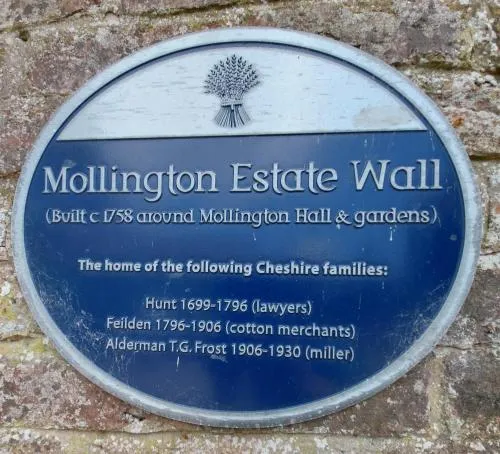 Mollington Estate Wall
(Built c 1758 around Mollington Hall & gardens)
The home of the following Cheshire families:
Hunt 1699-1796 (lawyers)
Feilden 1796-1906 (cotton merchants)
Alderman T.G. Frost 1906-1930 (miller)